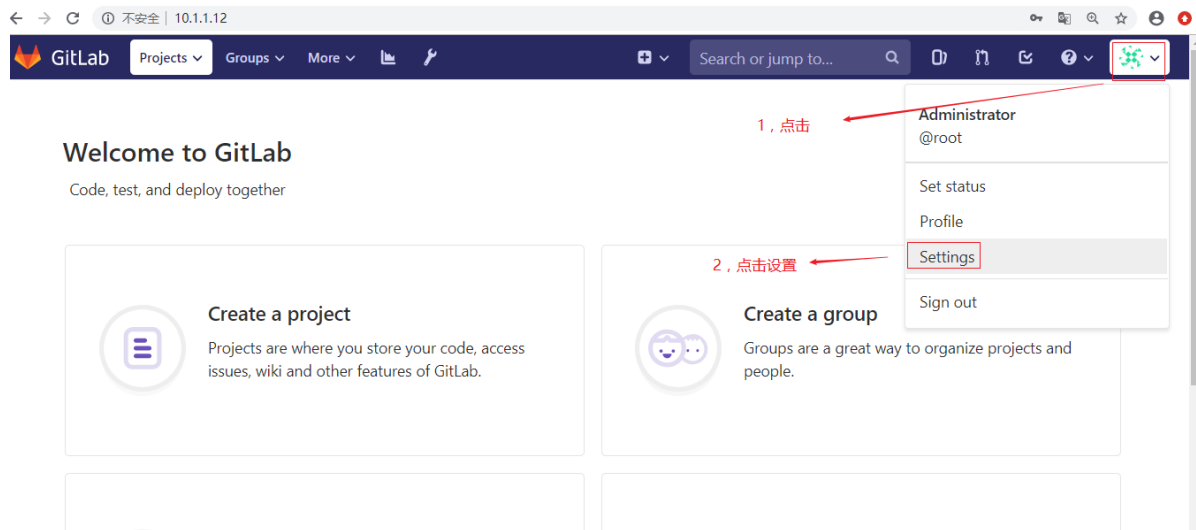 不安全 | 10.1.1.12
GitLab Projects Groups More Search or jump to...
Administrator
@root
1，点击
Welcome to GitLab
Code, test, and deploy together
Set status
Profile
Settings
2，点击设置
Sign out
Create a project
Projects are where you store your code, access
issues, wiki and other features of GitLab.
Create a group
Groups are a great way to organize projects and
people.